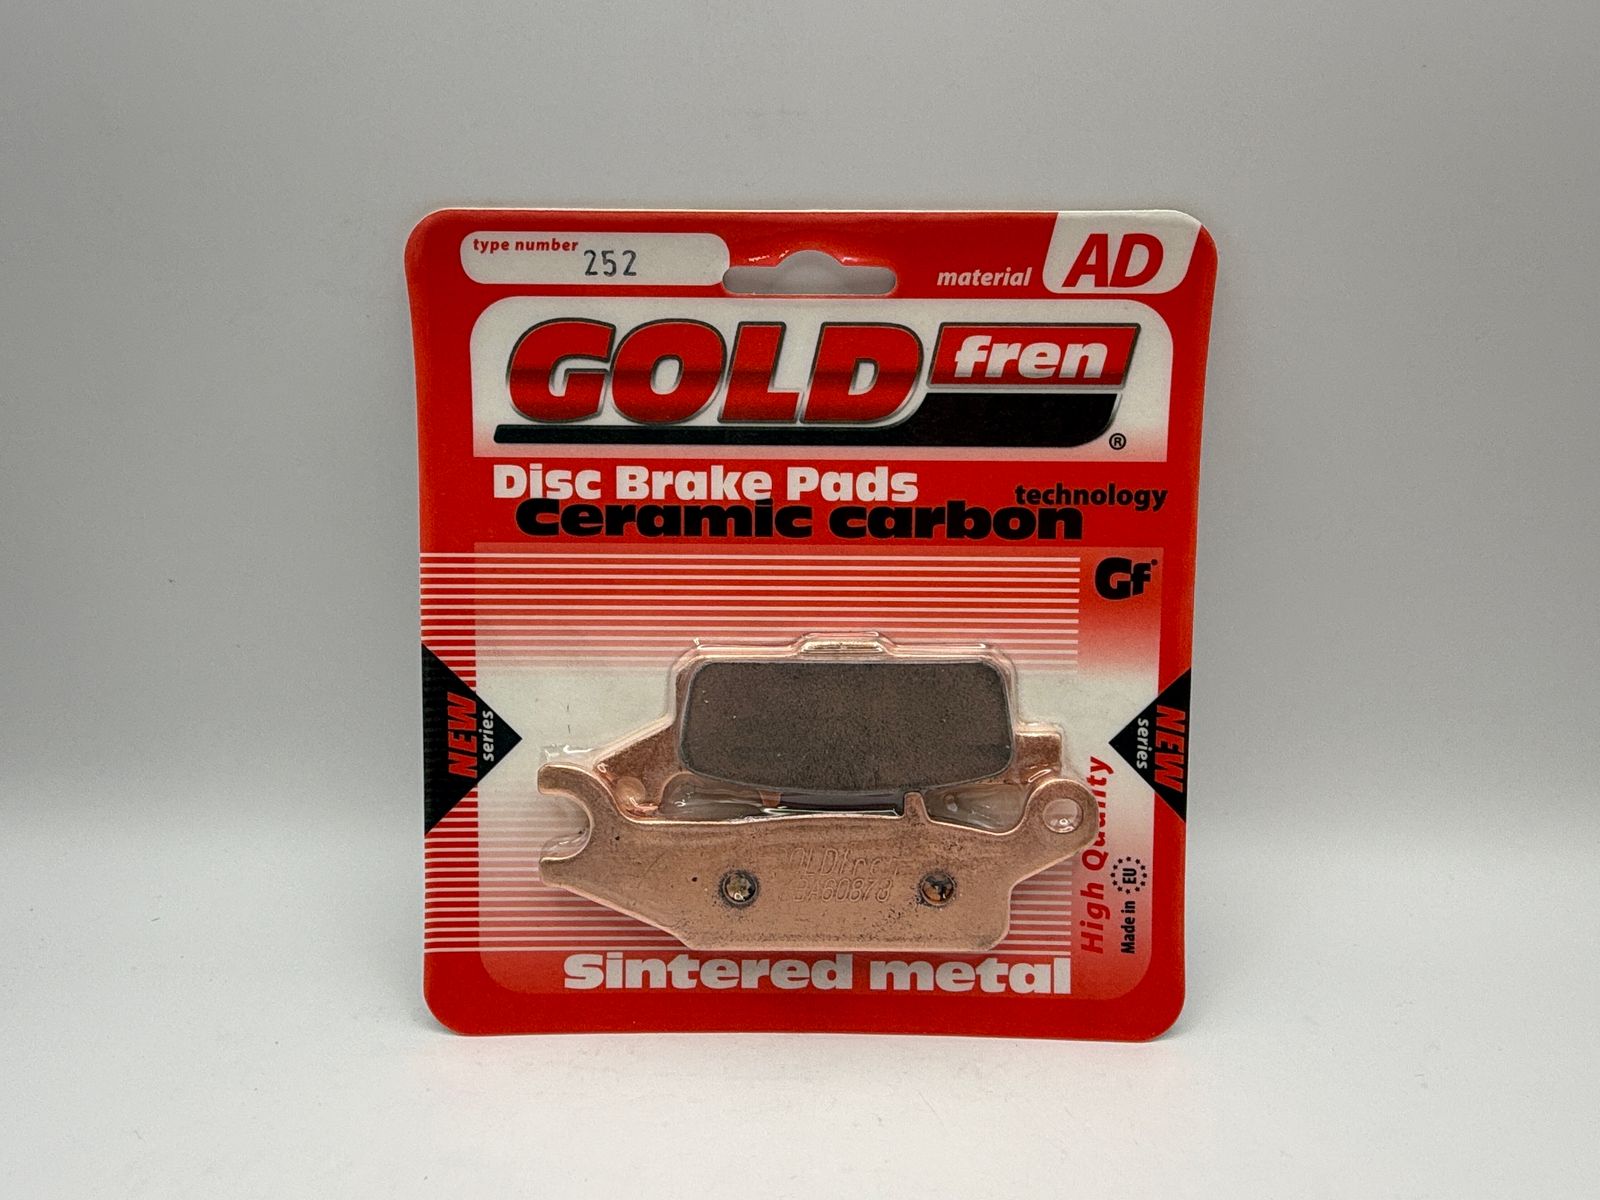 type number 252
material AD
GOLD fren
®
Disc Brake Pads
Ceramic carbon technology
Gf
NEW series
NEW series
High Quality
Made in EU
Sintered metal